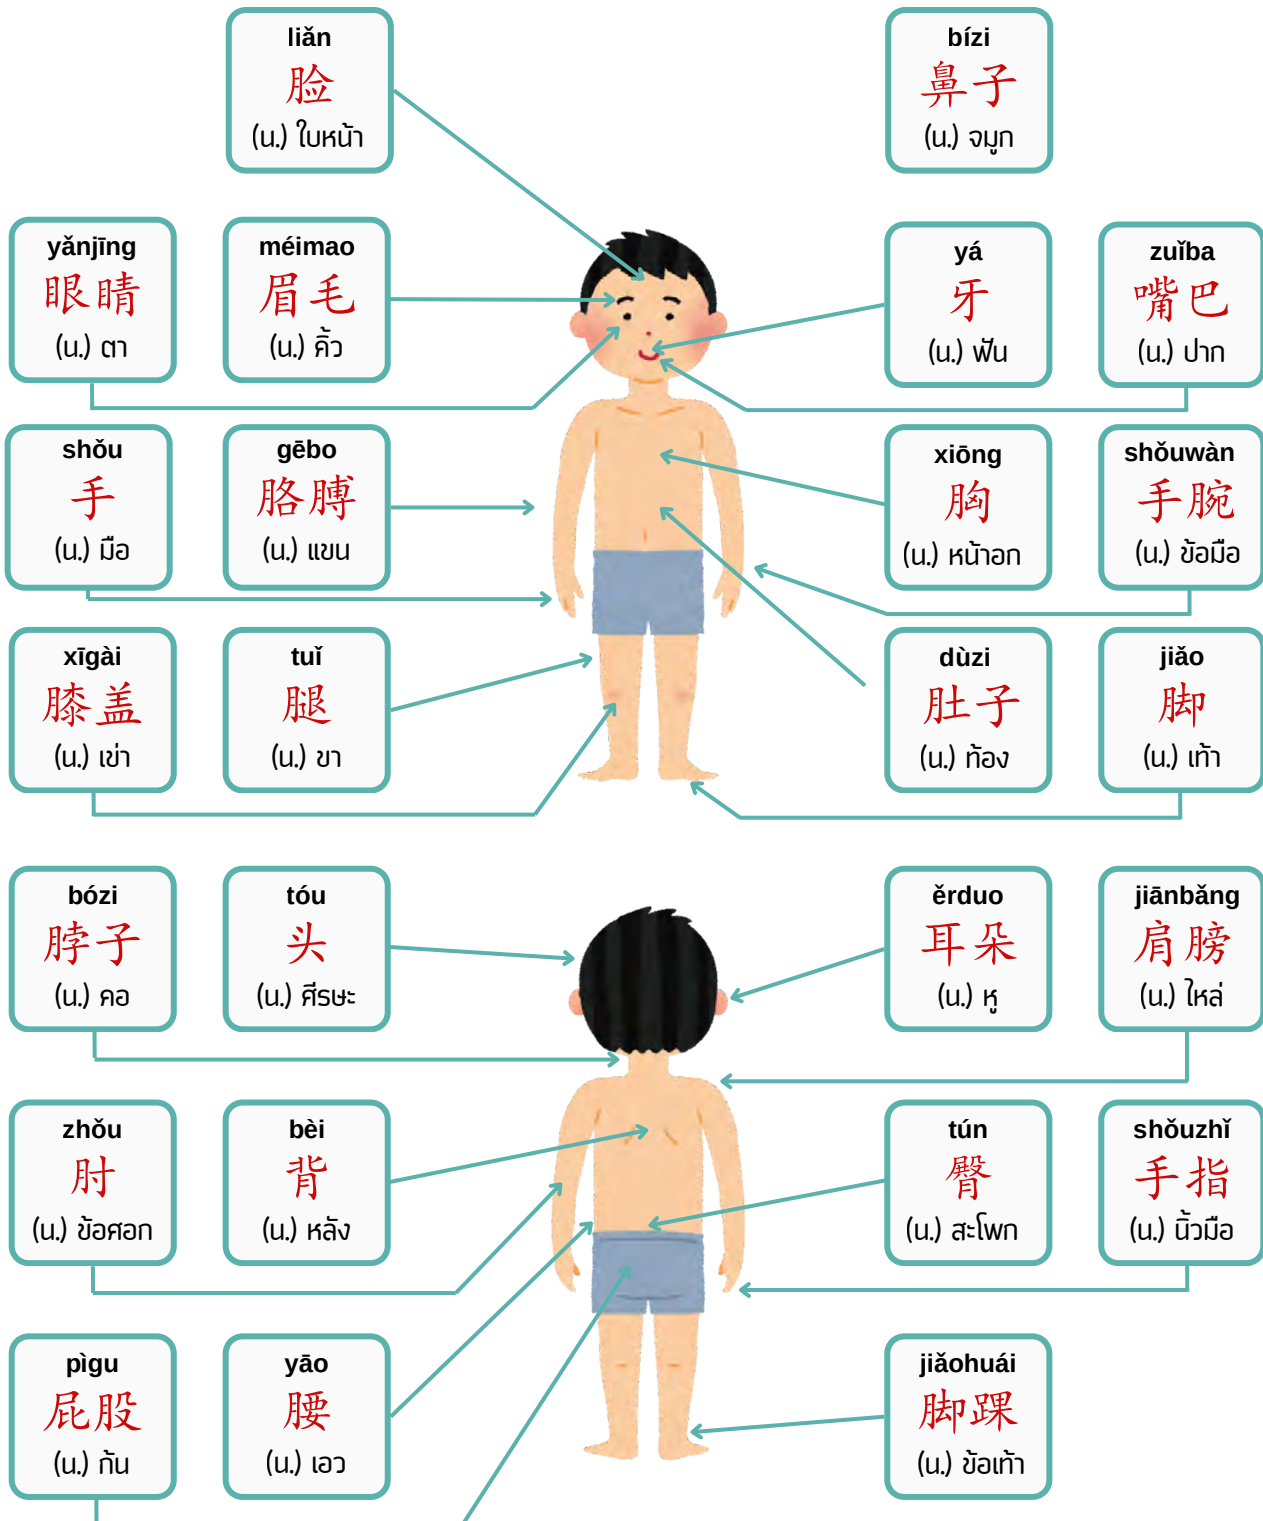 liǎn
脸
(น.) ใบหน้า
bízi
鼻子
(น.) จมูก
yǎnjīng
眼睛
(น.) ตา
méimao
眉毛
(น.) คิ้ว
yá
牙
(น.) ฟัน
zuǐba
嘴巴
(น.) ปาก
shǒu
手
(น.) มือ
gēbo
胳膊
(น.) แขน
xiōng
胸
(น.) หน้าอก
shǒuwàn
手腕
(น.) ข้อมือ
xīgài
膝盖
(น.) เข่า
tuǐ
腿
(น.) ขา
dùzi
肚子
(น.) ท้อง
jiǎo
脚
(น.) เท้า
bózi
脖子
(น.) คอ
tóu
头
(น.) ศีรษะ
ěrduo
耳朵
(น.) หู
jiānbǎng
肩膀
(น.) ไหล่
zhǒu
肘
(น.) ข้อศอก
bèi
背
(น.) หลัง
tún
臀
(น.) สะโพก
shǒuzhǐ
手指
(น.) นิ้วมือ
pìgu
屁股
(น.) ก้น
yāo
腰
(น.) เอว
jiǎohuái
脚踝
(น.) ข้อเท้า